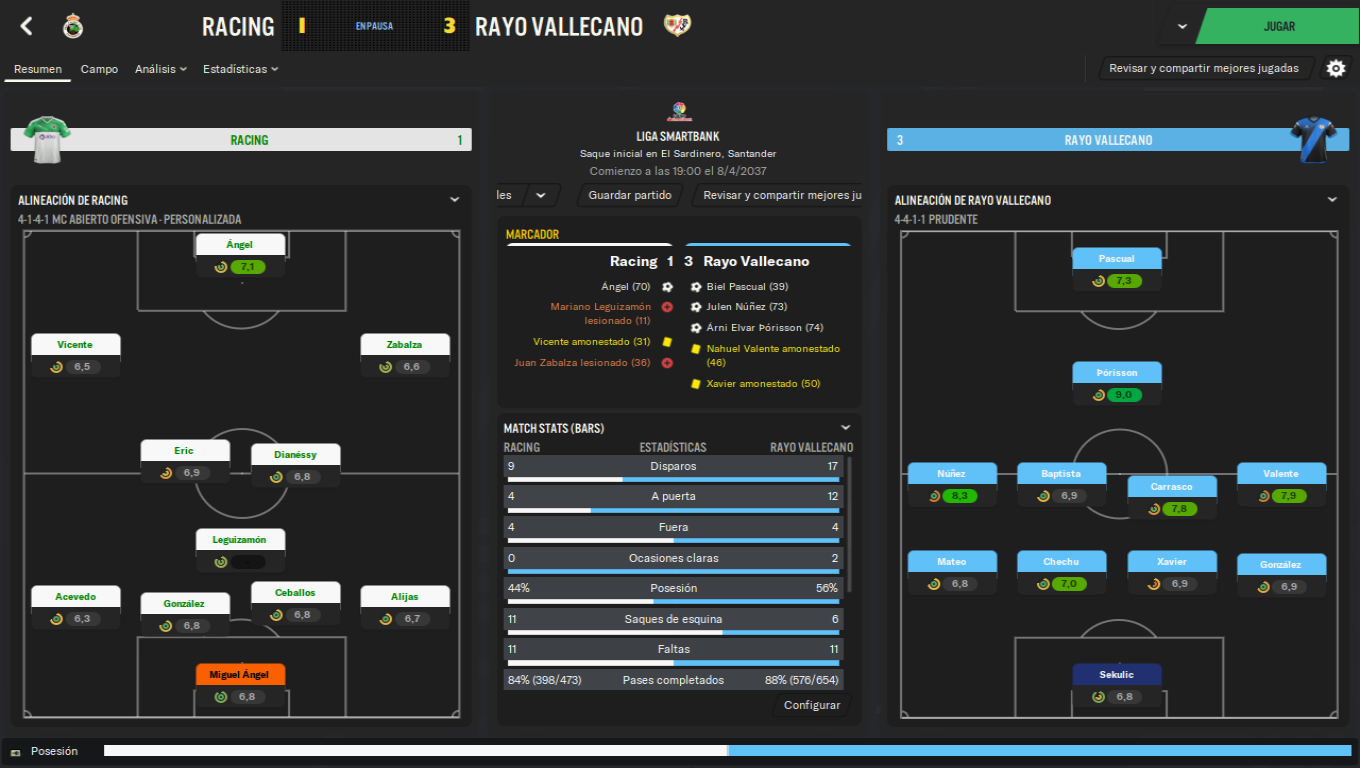 RACING
1
EN PAUSA
3
RAYO VALLECANO
JUGAR
Resumen
Campo
Análisis
Estadísticas
Revisar y compartir mejores jugadas
RACING
1
ALINEACIÓN DE RACING
4-1-4-1 MC ABIERTO OFENSIVA - PERSONALIZADA
Ángel
7,1
Vicente
6,5
Zabalza
6,6
Eric
6,9
Dianéssy
6,8
Leguizamón
-
Acevedo
6,3
González
6,8
Ceballos
6,8
Alijas
6,7
Miguel Ángel
6,8
LIGA SMARTBANK
Saque inicial en El Sardinero, Santander
Comienzo a las 19:00 el 8/4/2037
les
Guardar partido
Revisar y compartir mejores ju
MARCADOR
Racing 1 3 Rayo Vallecano
Ángel (70)
Mariano Leguizamón
lesionado (11)
Vicente amonestado (31)
Juan Zabalza lesionado (36)
Biel Pascual (39)
Julen Núñez (73)
Árni Elvar Þórisson (74)
Nahuel Valente amonestado
(46)
Xavier amonestado (50)
MATCH STATS (BARS)
RACING ESTADÍSTICAS RAYO VALLECANO
9 Disparos 17
4 A puerta 12
4 Fuera 4
0 Ocasiones claras 2
44% Posesión 56%
11 Saques de esquina 6
11 Faltas 11
84% (398/473) Pases completados 88% (576/654)
Configurar
3
RAYO VALLECANO
ALINEACIÓN DE RAYO VALLECANO
4-4-1-1 PRUDENTE
Pascual
7,3
Þórisson
9,0
Núñez
8,3
Baptista
6,9
Carrasco
7,8
Valente
7,9
Mateo
6,8
Chechu
7,0
Xavier
6,9
González
6,9
Sekulic
6,8
Posesión